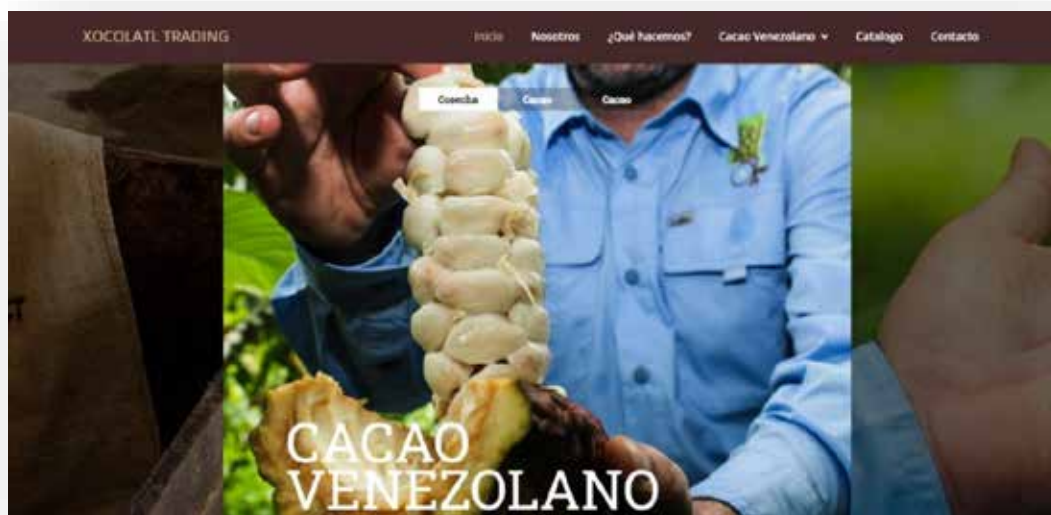 XOCOLATL TRADING
Inicio Nosotros ¿Qué hacemos? Cacao Venezolano Catalogo Contacto
Cosecha Cacao Cacao
CACAO
VENEZOLANO